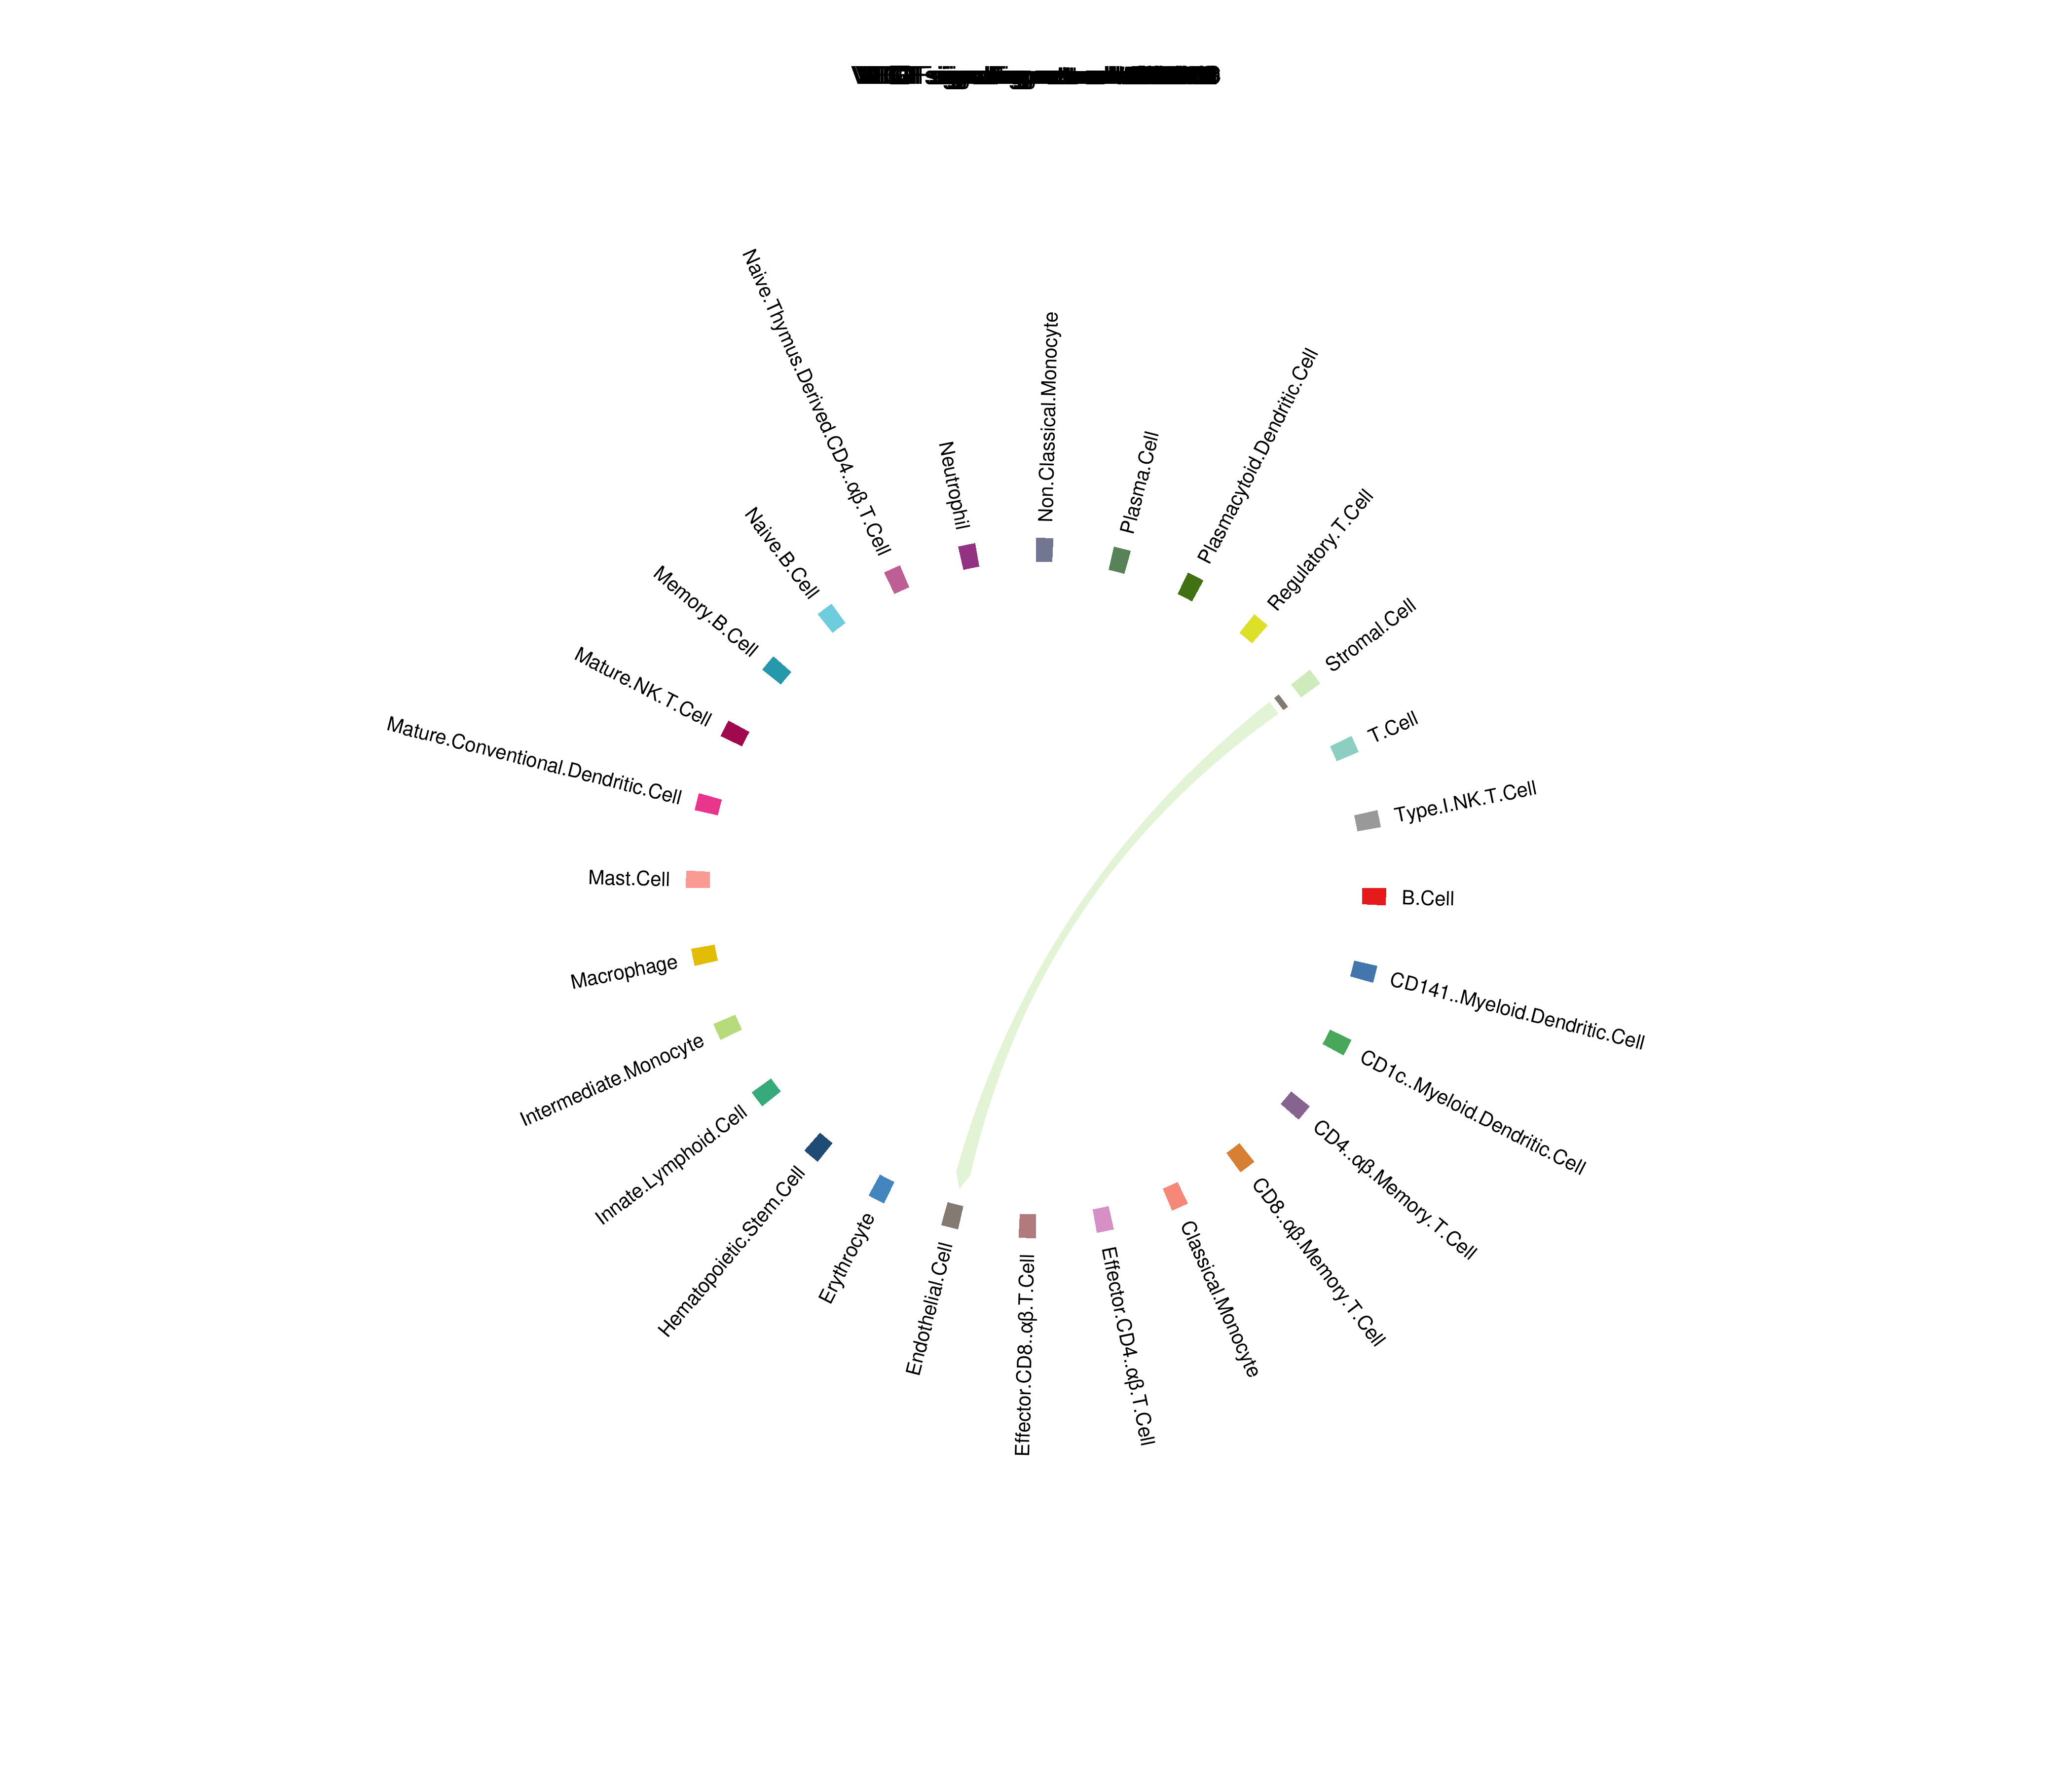 Naive.Thymus.Derived.CD4..αβ.T.Cell
Neutrophil
Non.Classical.Monocyte
Plasma.Cell
Plasmacytoid.Dendritic.Cell
Regulatory.T.Cell
Stromal.Cell
T.Cell
Type.I.NK.T.Cell
B.Cell
CD141..Myeloid.Dendritic.Cell
CD1c..Myeloid.Dendritic.Cell
CD4..αβ.Memory.T.Cell
CD8..αβ.Memory.T.Cell
Classical.Monocyte
Effector.CD4..αβ.T.Cell
Effector.CD8..αβ.T.Cell
Endothelial.Cell
Erythrocyte
Hematopoietic.Stem.Cell
Innate.Lymphoid.Cell
Intermediate.Monocyte
Macrophage
Mast.Cell
Mature.Conventional.Dendritic.Cell
Mature.NK.T.Cell
Memory.B.Cell
Naive.B.Cell